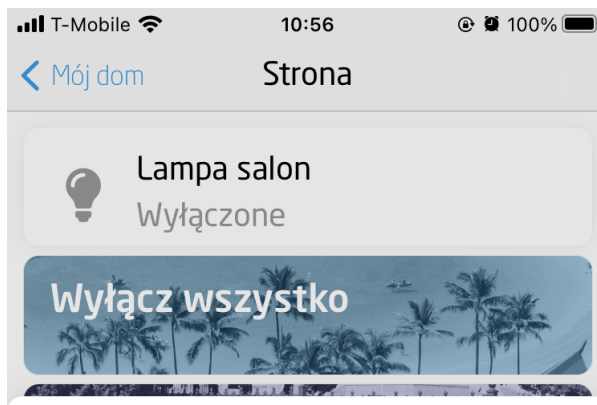 T-Mobile 10:56 100%
Mój dom Strona
Lampa salon
Wyłączone
Wyłącz wszystko